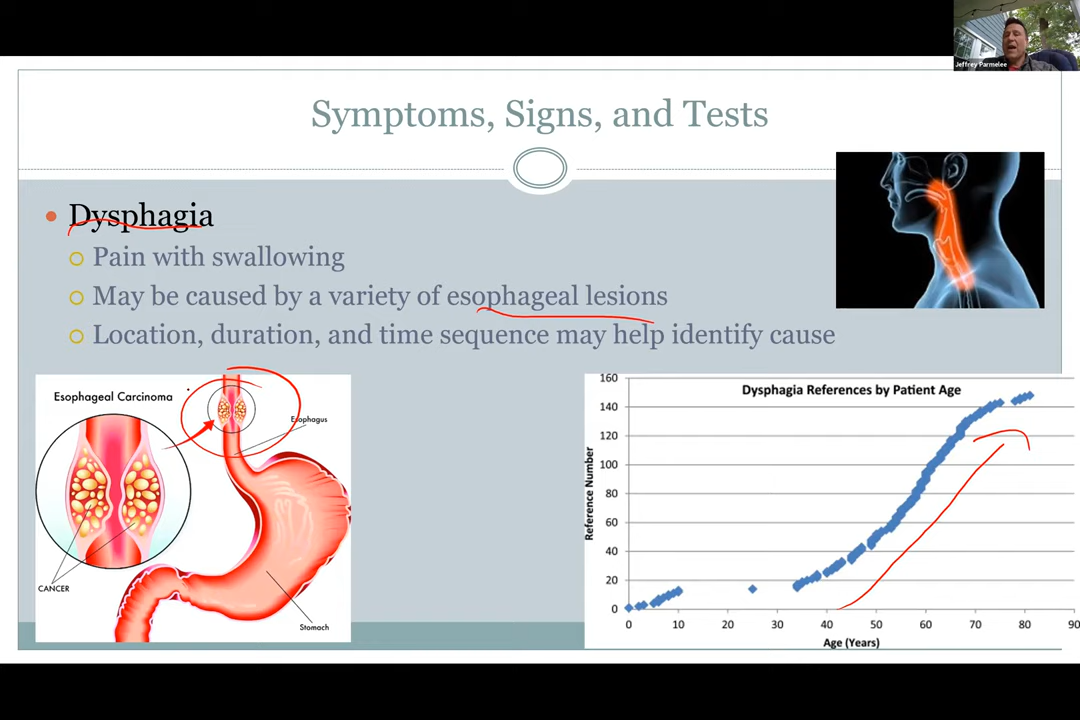 Jeffrey Parmelee
Symptoms, Signs, and Tests
Dysphagia
Pain with swallowing
May be caused by a variety of esophageal lesions
Location, duration, and time sequence may help identify cause
Esophageal Carcinoma
Esophagus
CANCER
Stomach
Dysphagia References by Patient Age
Reference Number
160
140
120
100
80
60
40
20
0
0 10 20 30 40 50 60 70 80 90
Age (Years)